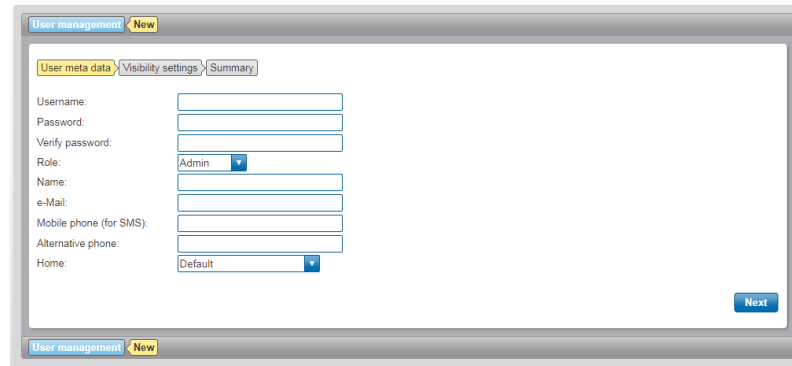 User management New
User meta data Visibility settings Summary
Username:
Password:
Verify password:
Role: Admin
Name:
e-Mail:
Mobile phone (for SMS):
Alternative phone:
Home: Default
Next
User management New